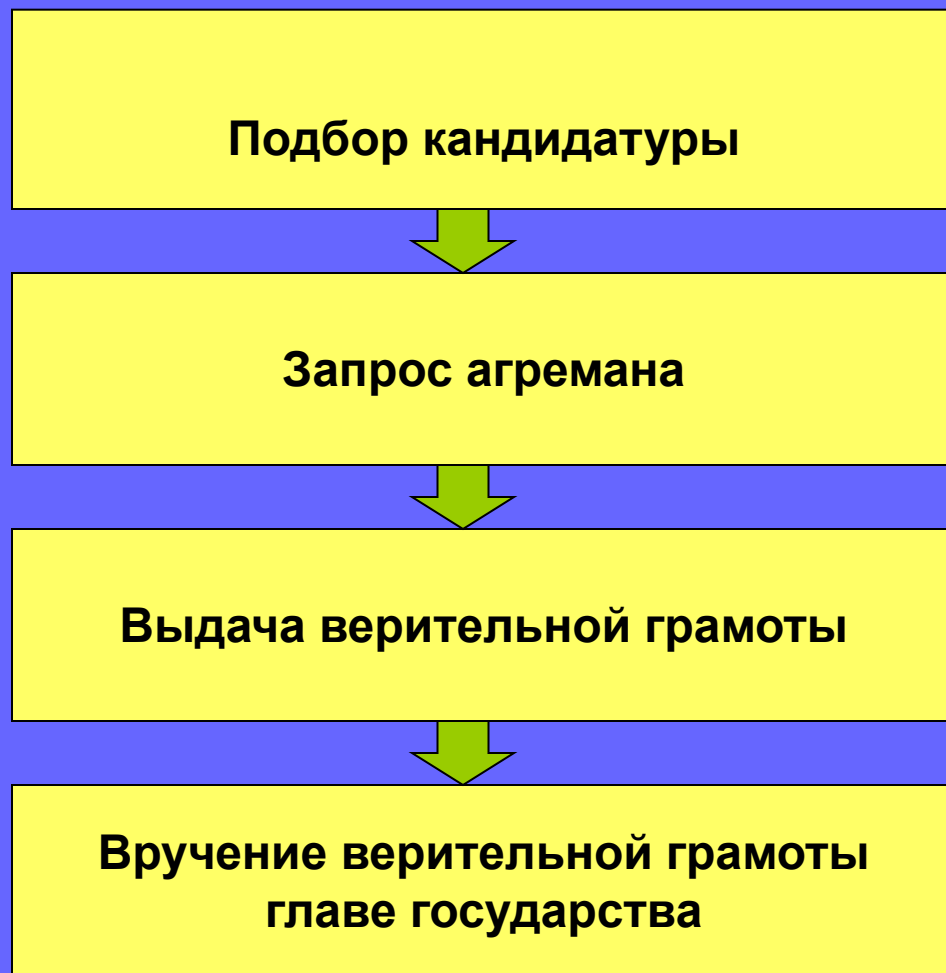 Подбор кандидатуры
Запрос агремана
Выдача верительной грамоты
Вручение верительной грамоты
главе государства